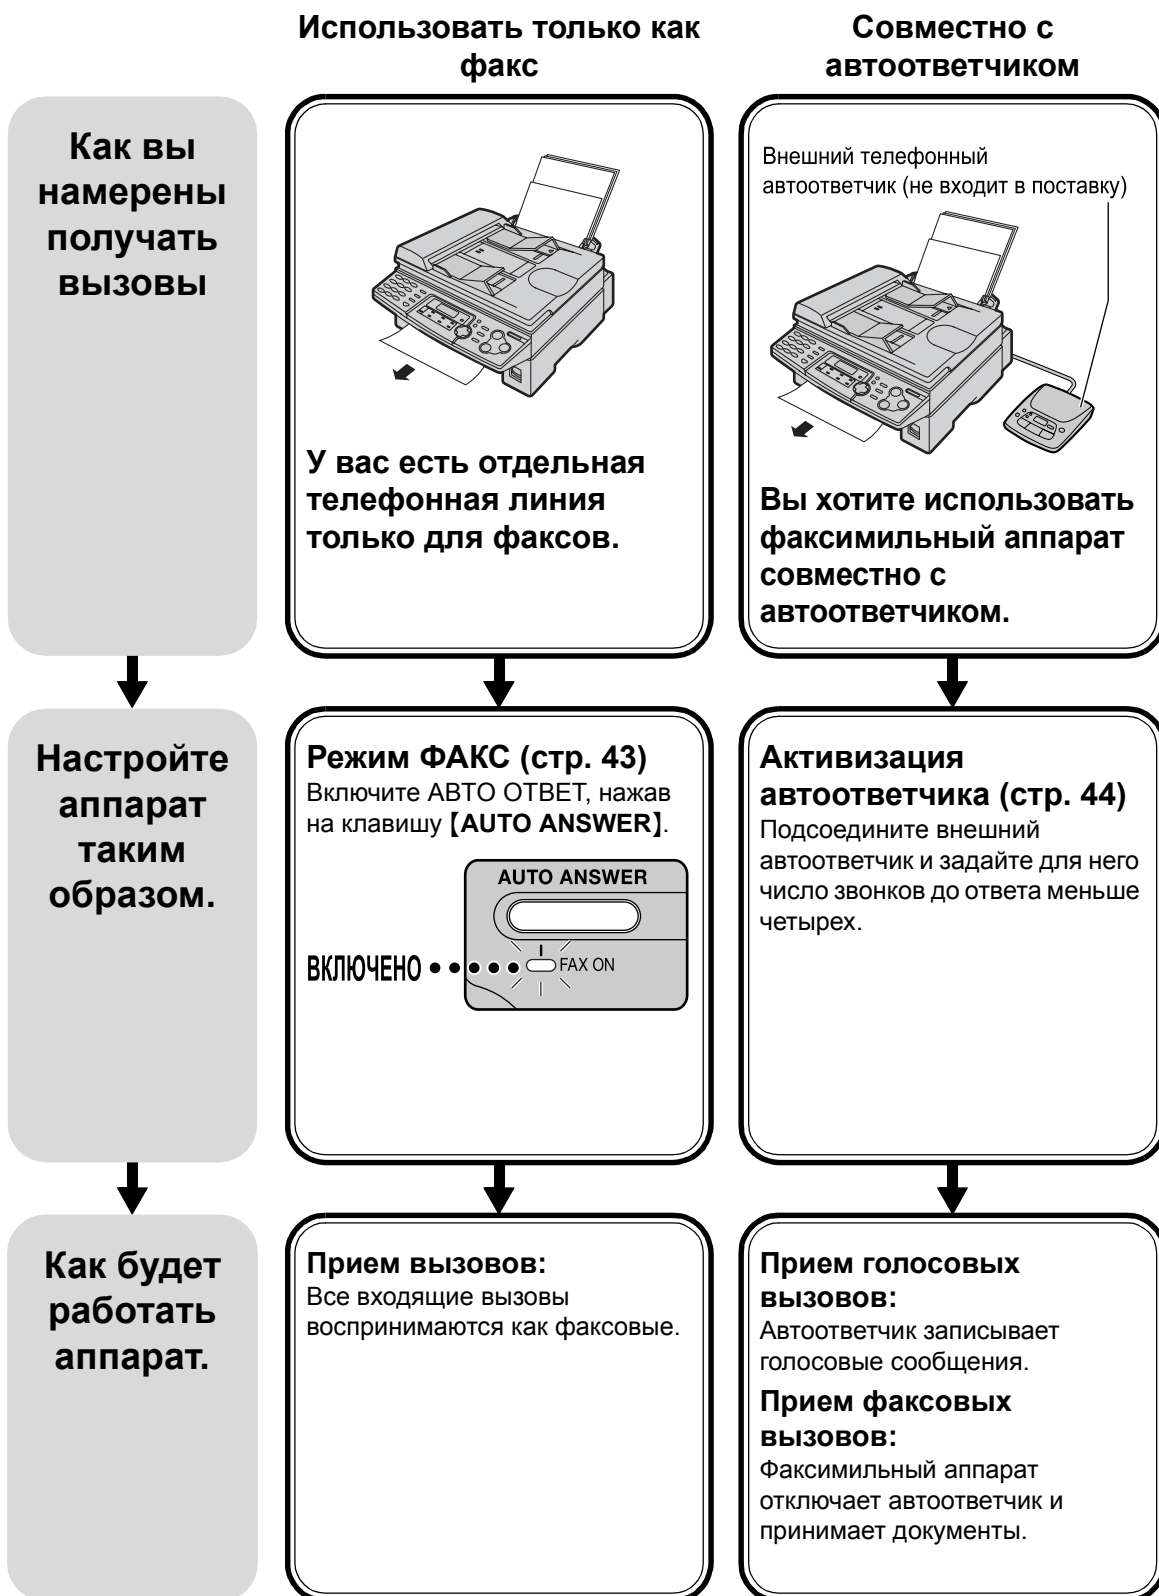 Использовать только как
факс
Совместно с
автоответчиком
Как вы
намерены
получать
вызовы
У вас есть отдельная
телефонная линия
только для факсов.
Внешний телефонный
автоответчик (не входит в поставку)
Вы хотите использовать
факсимильный аппарат
совместно с
автоответчиком.
Настройте
аппарат
таким
образом.
Режим ФАКС (стр. 43)
Включите АВТО ОТВЕТ, нажав
на клавишу 【AUTO ANSWER】.
AUTO ANSWER
ВКЛЮЧЕНО
FAX ON
Активизация
автоответчика (стр. 44)
Подсоедините внешний
автоответчик и задайте для него
число звонков до ответа меньше
четырех.
Как будет
работать
аппарат.
Прием вызовов:
Все входящие вызовы
воспринимаются как факсовые.
Прием голосовых
вызовов:
Автоответчик записывает
голосовые сообщения.
Прием факсовых
вызовов:
Факсимильный аппарат
отключает автоответчик и
принимает документы.